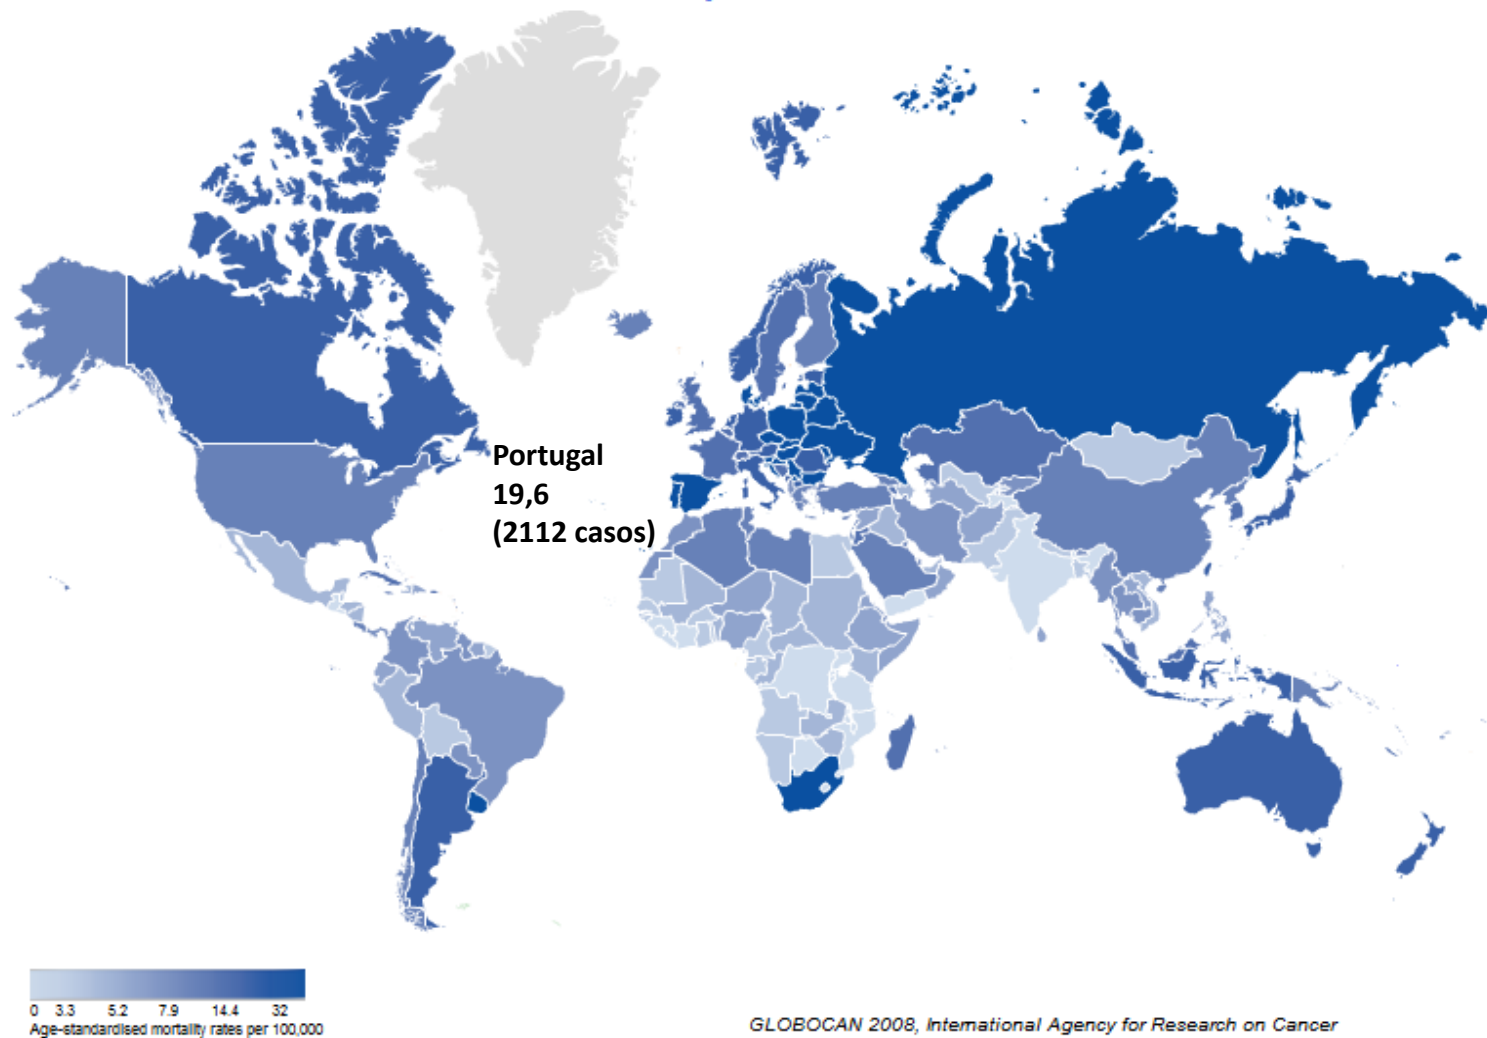 Portugal
19,6
(2112 casos)
0 3.3 5.2 7.9 14.4 32
Age-standardised mortality rates per 100,000
GLOBOCAN 2008, International Agency for Research on Cancer